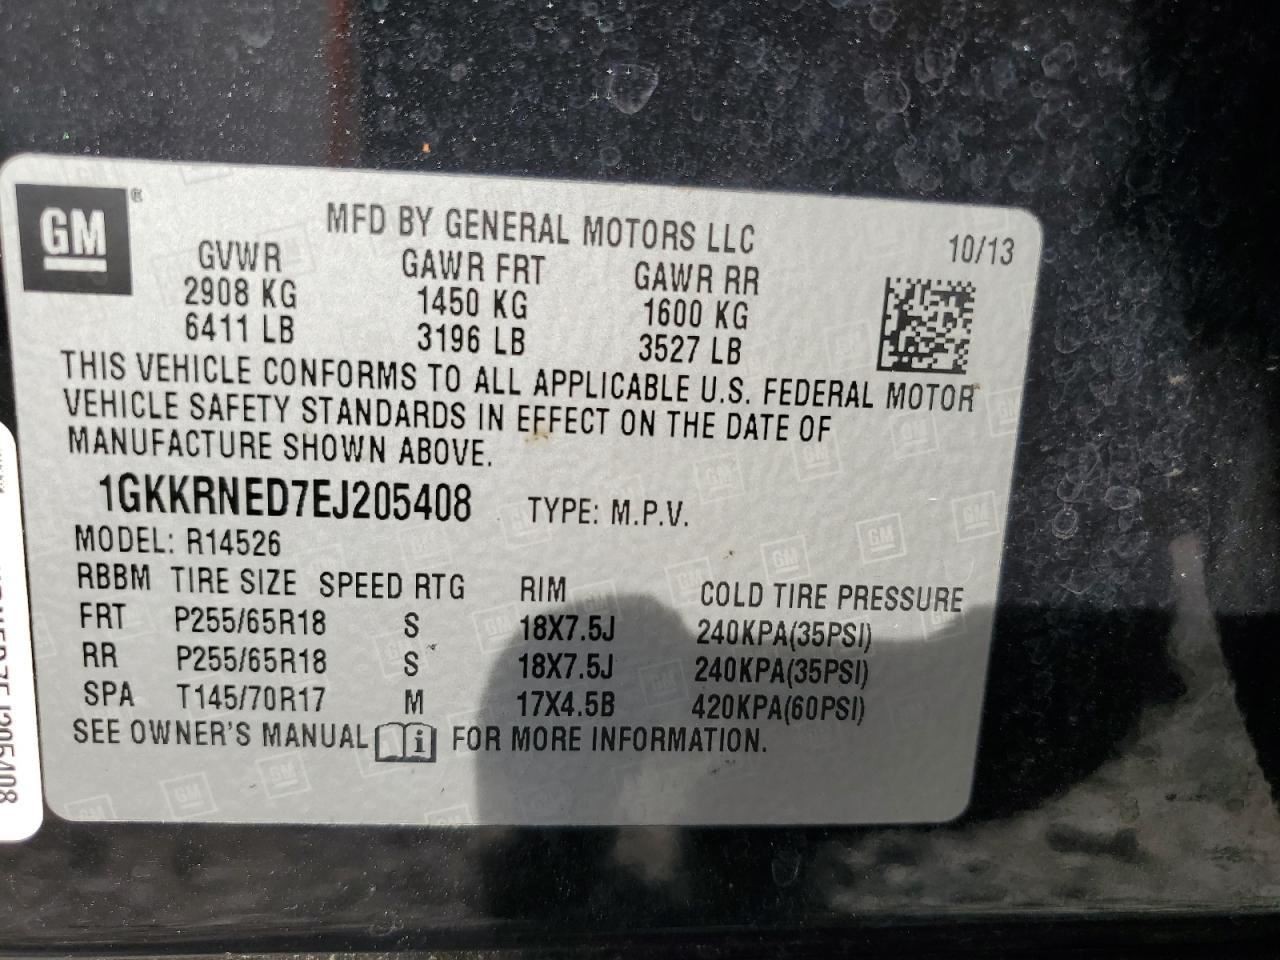 GM®
MFD BY GENERAL MOTORS LLC
10/13
GVWR GAWR FRT GAWR RR
2908 KG 1450 KG 1600 KG
6411 LB 3196 LB 3527 LB
THIS VEHICLE CONFORMS TO ALL APPLICABLE U.S. FEDERAL MOTOR
VEHICLE SAFETY STANDARDS IN EFFECT ON THE DATE OF
MANUFACTURE SHOWN ABOVE.
1GKKRNED7EJ205408 TYPE: M.P.V.
MODEL: R14526
RBBM TIRE SIZE SPEED RTG RIM COLD TIRE PRESSURE
FRT P255/65R18 S 18X7.5J 240KPA(35PSI)
RR P255/65R18 S 18X7.5J 240KPA(35PSI)
SPA T145/70R17 M 17X4.5B 420KPA(60PSI)
SEE OWNER'S MANUAL i FOR MORE INFORMATION.